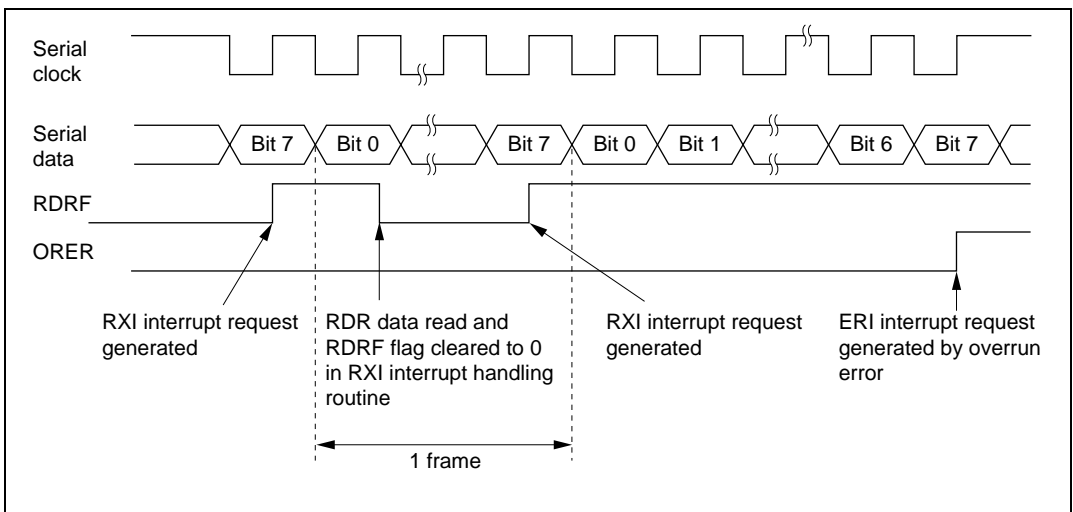 Serial
clock
Serial
data
Bit 7
Bit 0
Bit 7
Bit 0
Bit 1
Bit 6
Bit 7
RDRF
ORER
RXI interrupt request
generated
RDR data read and
RDRF flag cleared to 0
in RXI interrupt handling
routine
RXI interrupt request
generated
ERI interrupt request
generated by overrun
error
1 frame